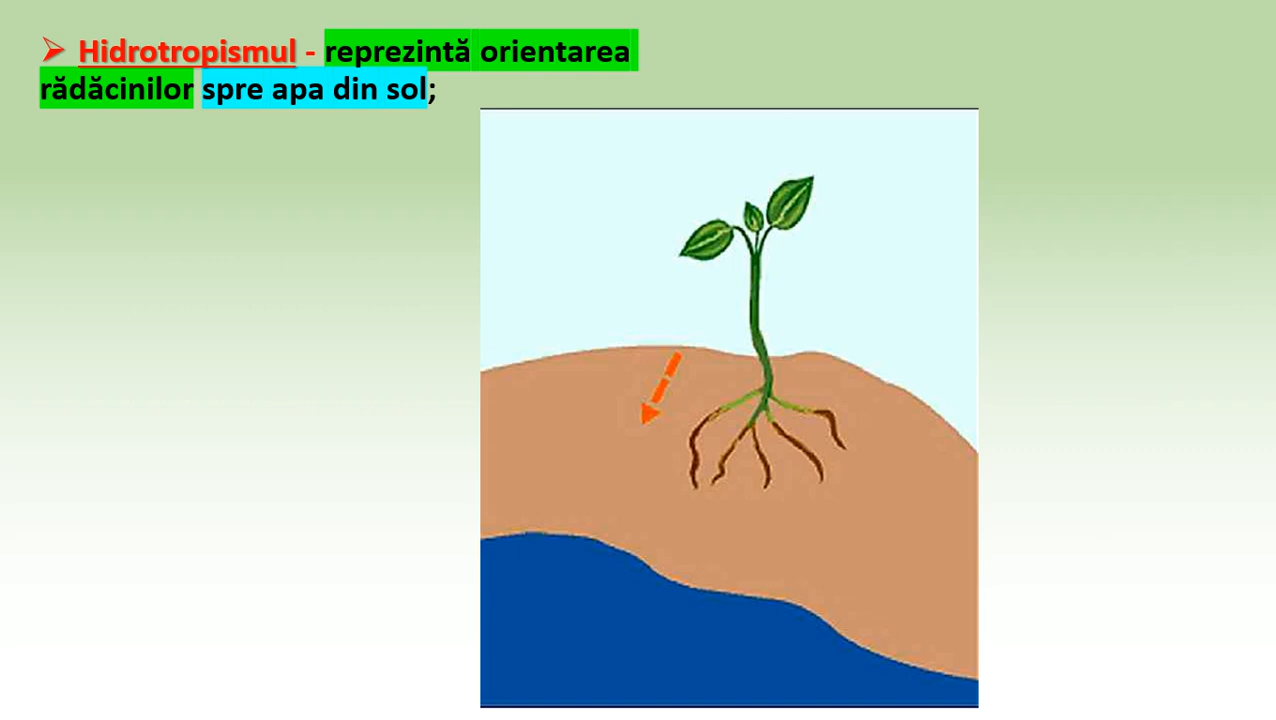 ➢ Hidrotropismul - reprezintă orientarea
rădăcinilor spre apa din sol;